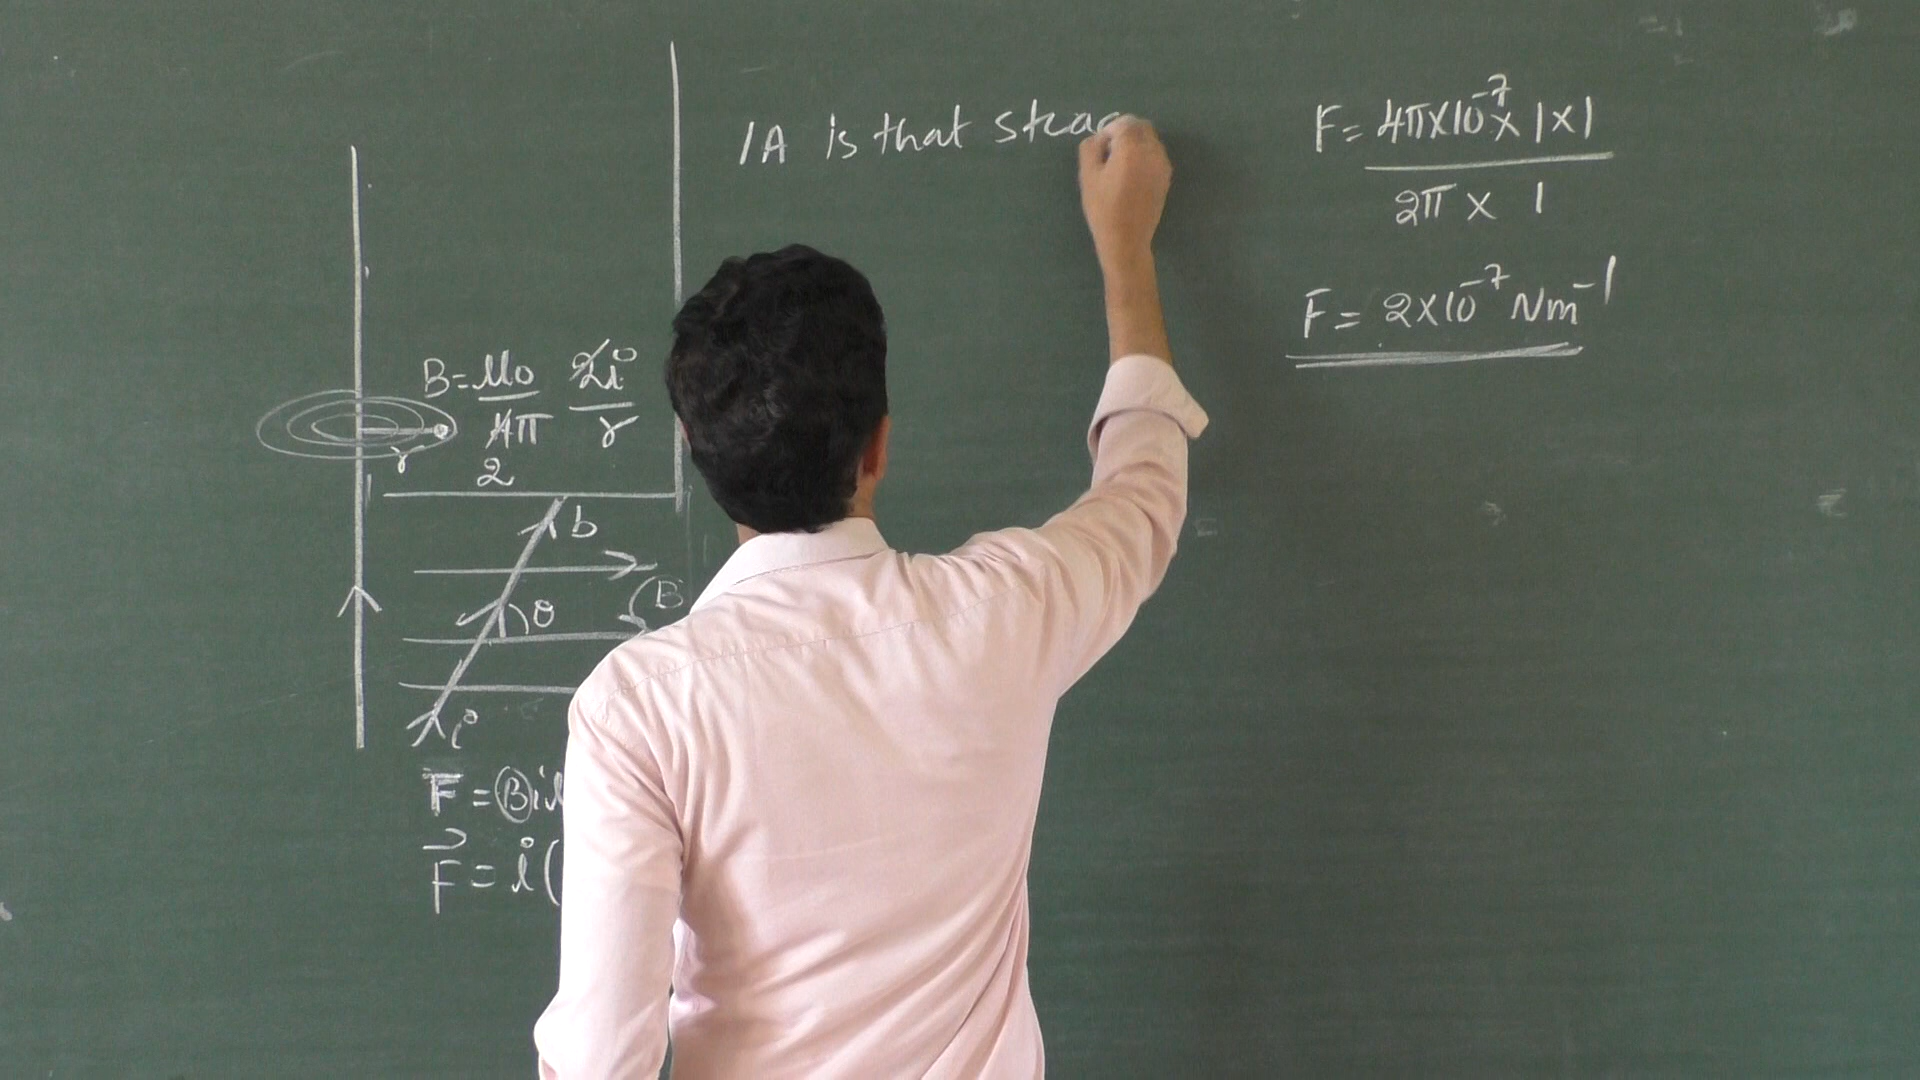 1A is that stea
F = 4π×10⁻⁷ × 1×1
2π × 1
F = 2×10⁻⁷ Nm⁻¹
B = μ0 2i
4π r
2
r
b
θ
B
i
F = Bil
F = i(